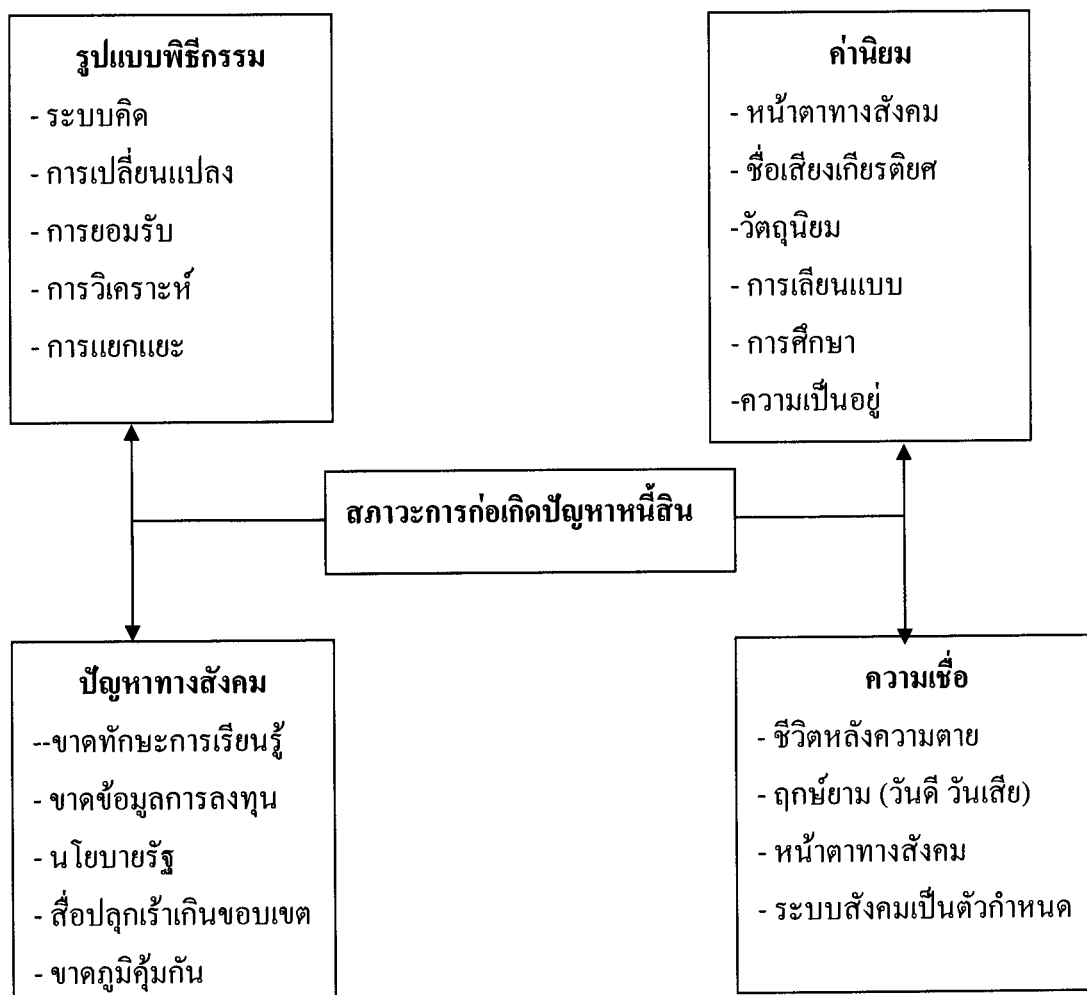 รูปแบบพิธีกรรม
- ระบบคิด
- การเปลี่ยนแปลง
- การยอมรับ
- การวิเคราะห์
- การแยกแยะ
ค่านิยม
- หน้าตาทางสังคม
- ชื่อเสียงเกียรติยศ
-วัตถุนิยม
- การเลียนแบบ
- การศึกษา
-ความเป็นอยู่
สภาวะการก่อเกิดปัญหาหนี้สิน
ปัญหาทางสังคม
--ขาดทักษะการเรียนรู้
- ขาดข้อมูลการลงทุน
- นโยบายรัฐ
- สื่อปลุกเร้าเกินขอบเขต
- ขาดภูมิคุ้มกัน
ความเชื่อ
- ชีวิตหลังความตาย
- ฤกษ์ยาม (วันดี วันเสีย)
- หน้าตาทางสังคม
- ระบบสังคมเป็นตัวกำหนด